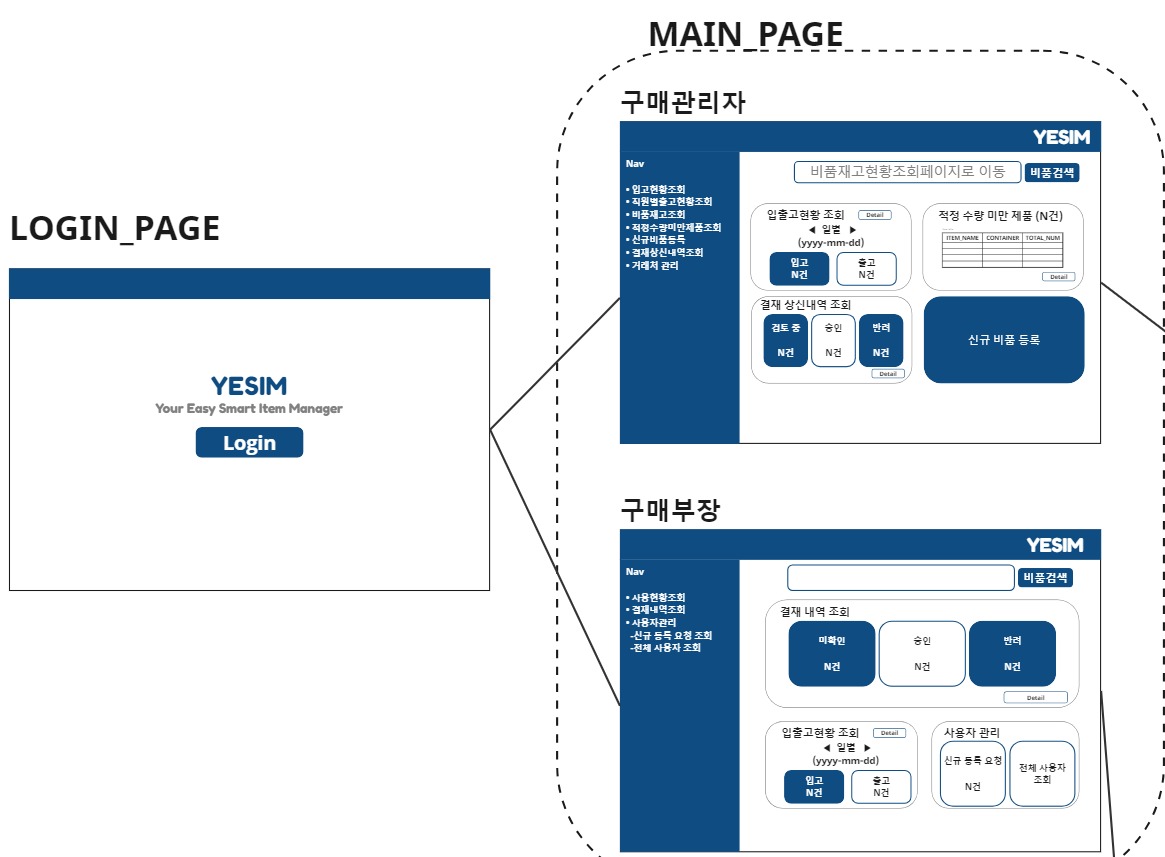 MAIN_PAGE
LOGIN_PAGE
YESIM
Your Easy Smart Item Manager
Login
구매관리자
YESIM
Nav
▪ 입고현황조회
▪ 직원별출고현황조회
▪ 비품재고조회
▪ 적정수량미만제품조회
▪ 신규비품등록
▪ 결재상신내역조회
▪ 거래처 관리
비품재고현황조회페이지로 이동
비품검색
입출고현황 조회
Detail
◀ 일별 ▶
(yyyy-mm-dd)
입고
N건
출고
N건
적정 수량 미만 제품 (N건)
ITEM_NAME CONTAINER TOTAL_NUM
Detail
결재 상신내역 조회
검토 중
N건
승인
N건
반려
N건
Detail
신규 비품 등록
구매부장
YESIM
Nav
▪ 사용현황조회
▪ 결재내역조회
▪ 사용자관리
-신규 등록 요청 조회
-전체 사용자 조회
비품검색
결재 내역 조회
미확인
N건
승인
N건
반려
N건
Detail
입출고현황 조회
Detail
◀ 일별 ▶
(yyyy-mm-dd)
입고
N건
출고
N건
사용자 관리
신규 등록 요청
N건
전체 사용자
조회